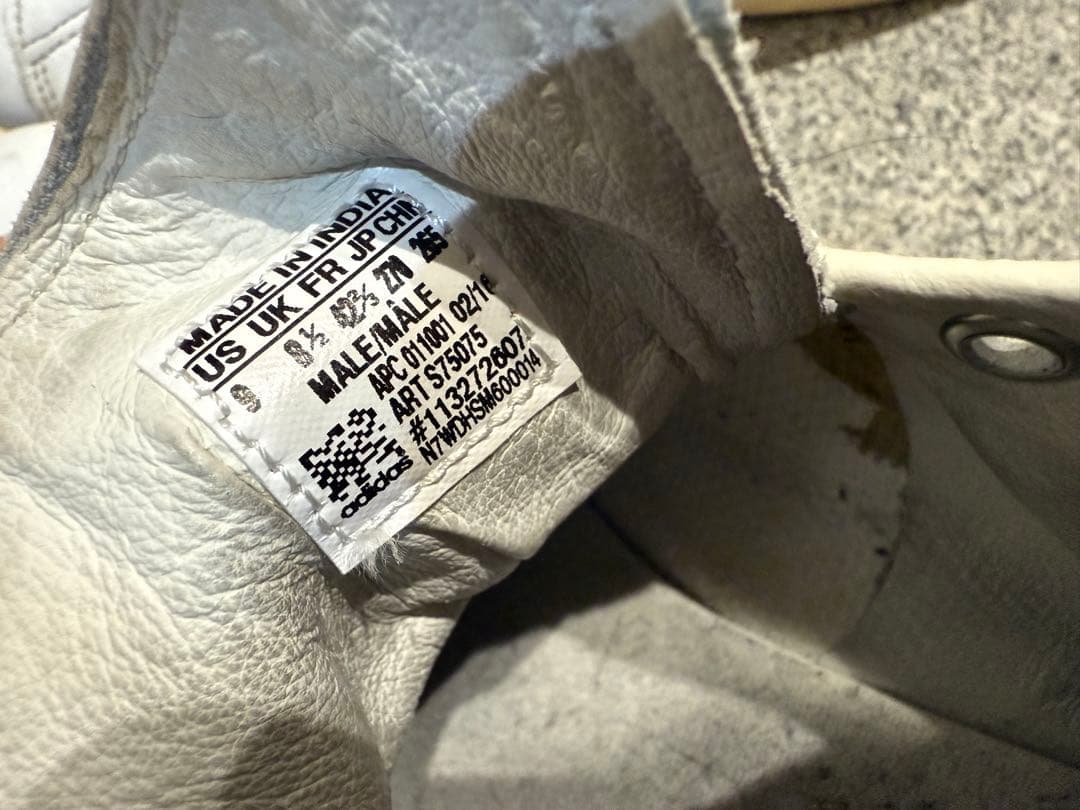 MADE IN INDIA
US UK FR JP CHN
9 8½ 42⅔ 270 265
MALE/MÂLE
APC 011001 02/16
ART S75075
#113272607
N7WDHSM600014
adidas